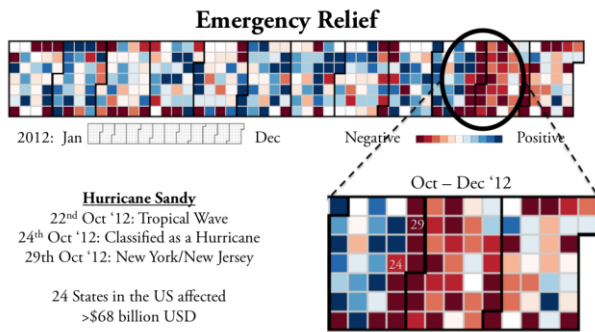 Emergency Relief
2012: Jan Dec Negative Positive
Oct – Dec ‘12
Hurricane Sandy
22nd Oct ‘12: Tropical Wave
24th Oct ‘12: Classified as a Hurricane
29th Oct ‘12: New York/New Jersey
24 States in the US affected
>$68 billion USD
29
24